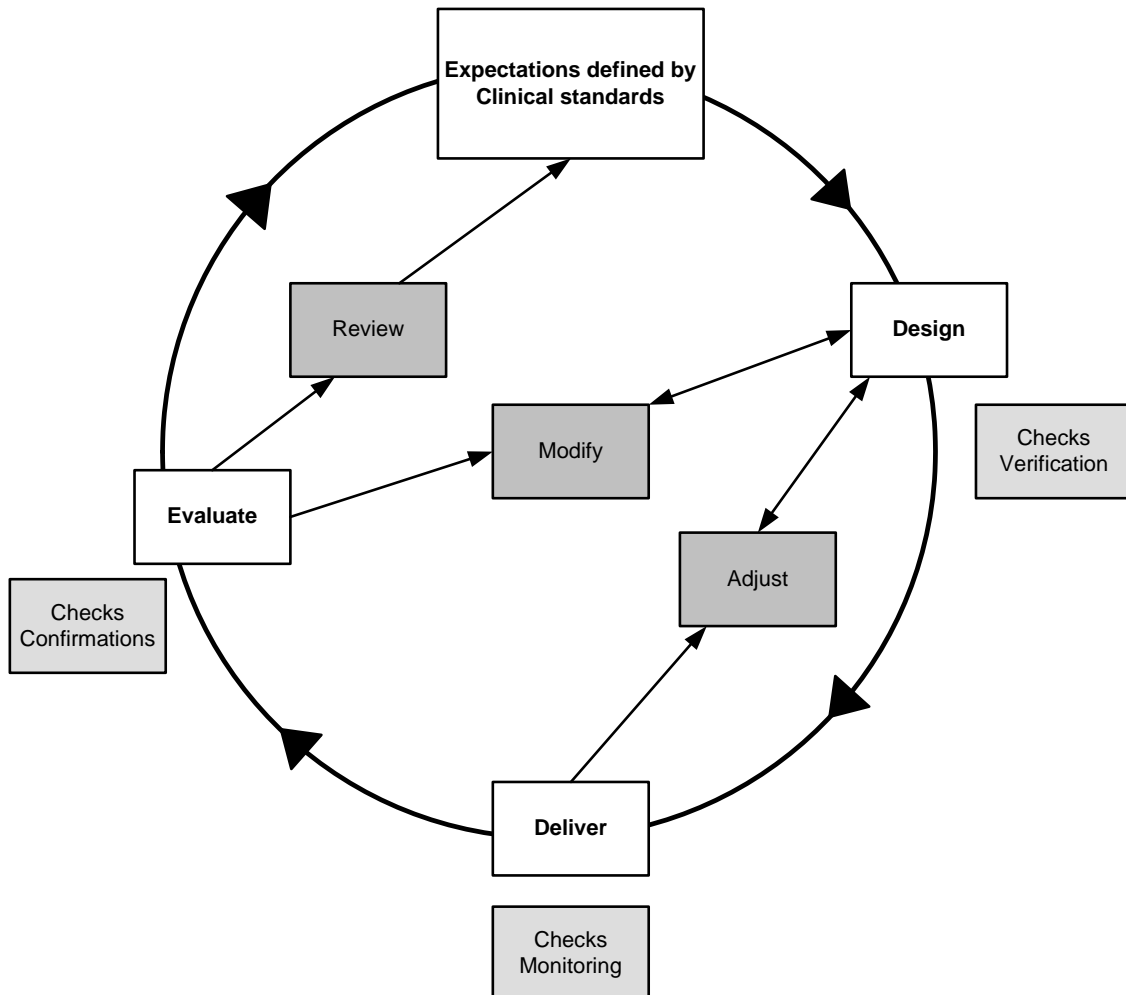 Expectations defined by
Clinical standards
Review
Design
Modify
Checks
Verification
Evaluate
Adjust
Checks
Confirmations
Deliver
Checks
Monitoring